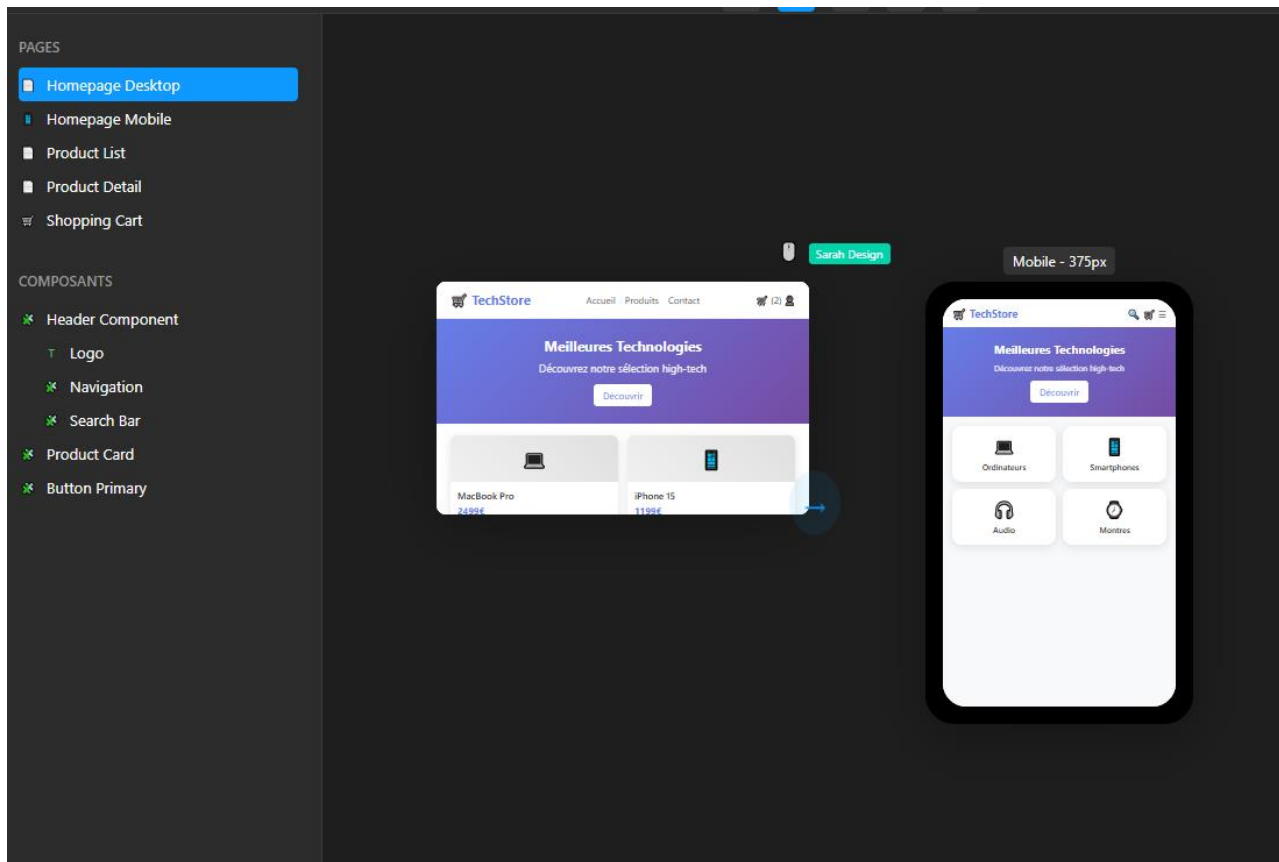 PAGES
Homepage Desktop
Homepage Mobile
Product List
Product Detail
Shopping Cart
COMPOSANTS
Header Component
T Logo
Navigation
Search Bar
Product Card
Button Primary
Sarah Design
TechStore Accueil Produits Contact (2)
Meilleures Technologies
Découvrez notre sélection high-tech
Découvrir
MacBook Pro
2499€
iPhone 15
1199€
Mobile - 375px
TechStore
Meilleures Technologies
Découvrez notre sélection high-tech
Découvrir
Ordinateurs
Smartphones
Audio
Montres